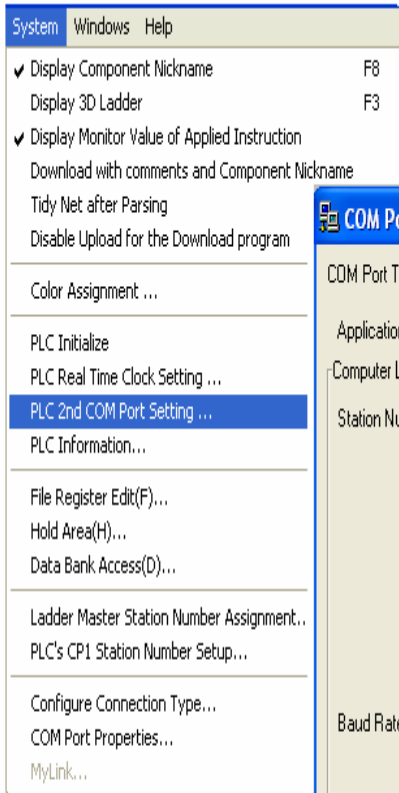 System Windows Help
✔ Display Component Nickname F8
Display 3D Ladder F3
✔ Display Monitor Value of Applied Instruction
Download with comments and Component Nickname
Tidy Net after Parsing
Disable Upload for the Download program
Color Assignment ...
PLC Initialize
PLC Real Time Clock Setting ...
PLC 2nd COM Port Setting ...
PLC Information...
File Register Edit(F)...
Hold Area(H)...
Data Bank Access(D)...
Ladder Master Station Number Assignment..
PLC's CP1 Station Number Setup...
Configure Connection Type...
COM Port Properties...
MyLink...
COM Po
COM Port T
Application
Computer L
Station Nu
Baud Rate